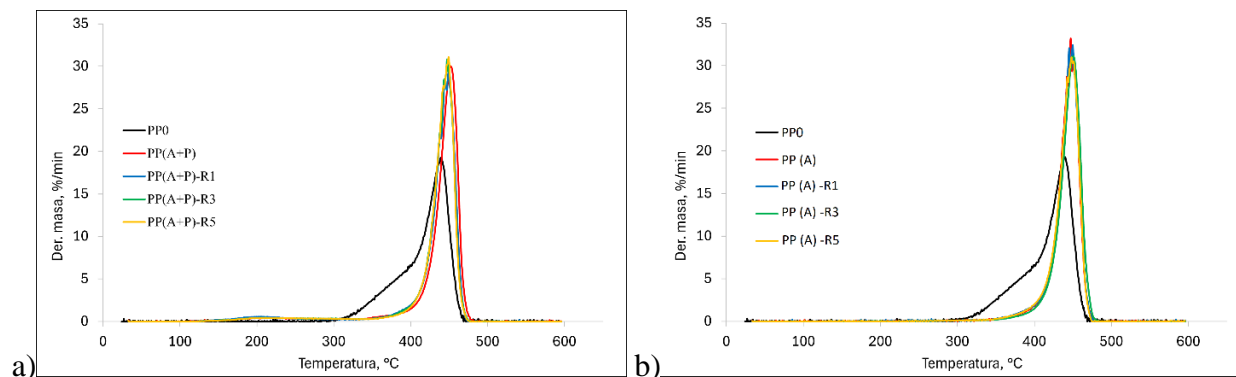 35
30
25
20
15
10
5
0
Der. masa, %/min
PP0
PP(A+P)
PP(A+P)-R1
PP(A+P)-R3
PP(A+P)-R5
0 100 200 300 400 500 600
Temperatura, °C
a)
35
30
25
20
15
10
5
0
Der. masa, %/min
PP0
PP (A)
PP (A) -R1
PP (A) -R3
PP (A) -R5
0 100 200 300 400 500 600
Temperatura, °C
b)